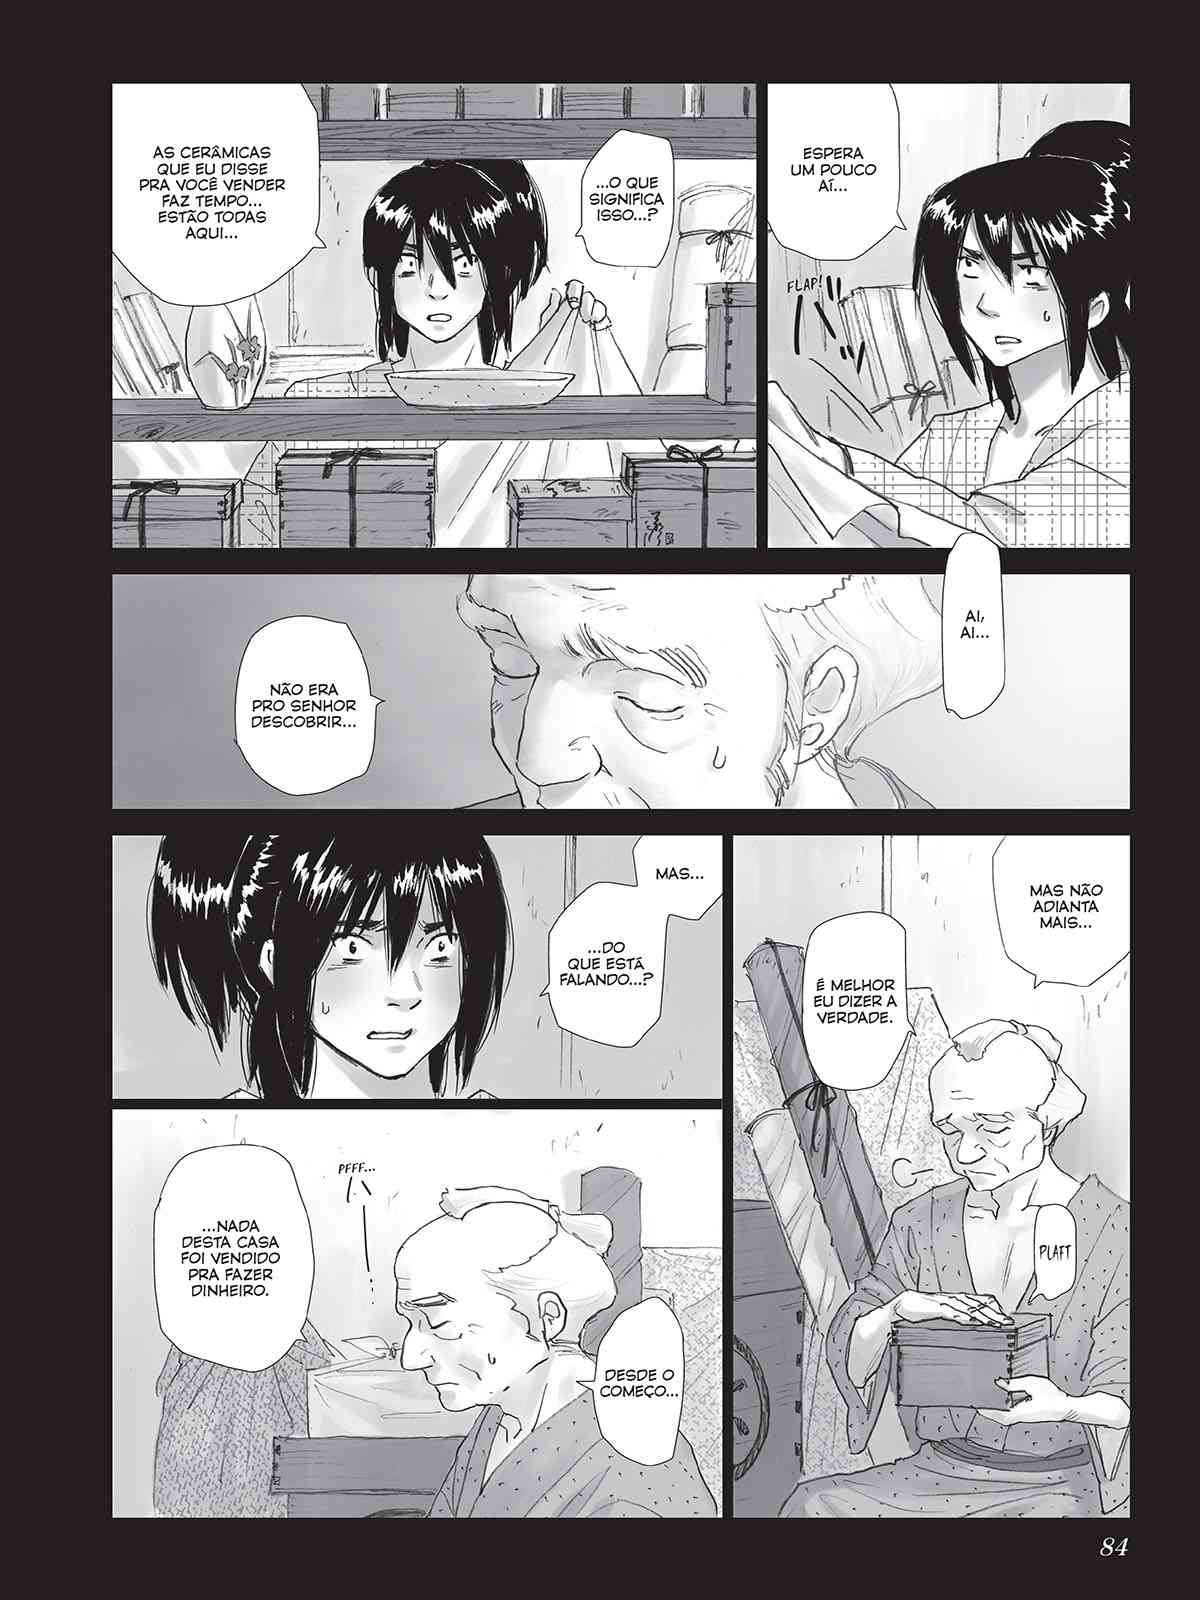 ESPERA
UM POUCO
AÍ...
FLAP!
...O QUE
SIGNIFICA
ISSO...?
AS CERÂMICAS
QUE EU DISSE
PRA VOCÊ VENDER
FAZ TEMPO...
ESTÃO TODAS
AQUI...
AI,
AI...
NÃO ERA
PRO SENHOR
DESCOBRIR...
MAS NÃO
ADIANTA
MAIS...
É MELHOR
EU DIZER A
VERDADE.
PLAFT
MAS...
...DO
QUE ESTÁ
FALANDO...?
DESDE O
COMEÇO...
PFFF...
...NADA
DESTA CASA
FOI VENDIDO
PRA FAZER
DINHEIRO.
84